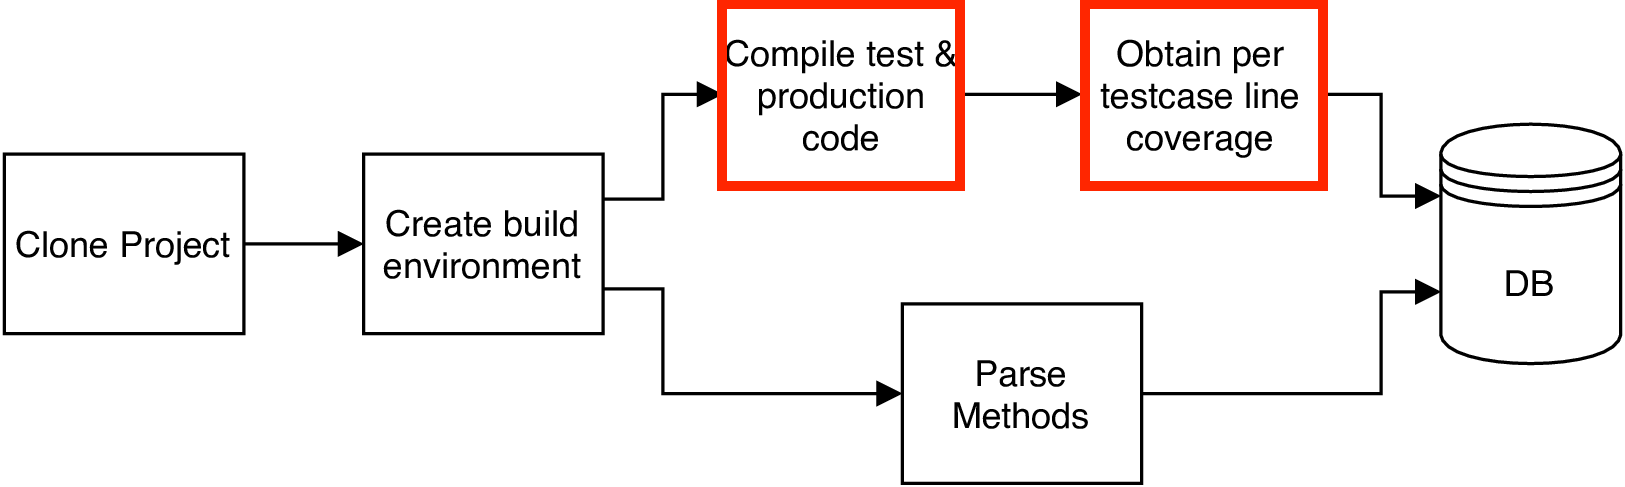 Clone Project
Create build
environment
Compile test &
production
code
Obtain per
testcase line
coverage
Parse
Methods
DB